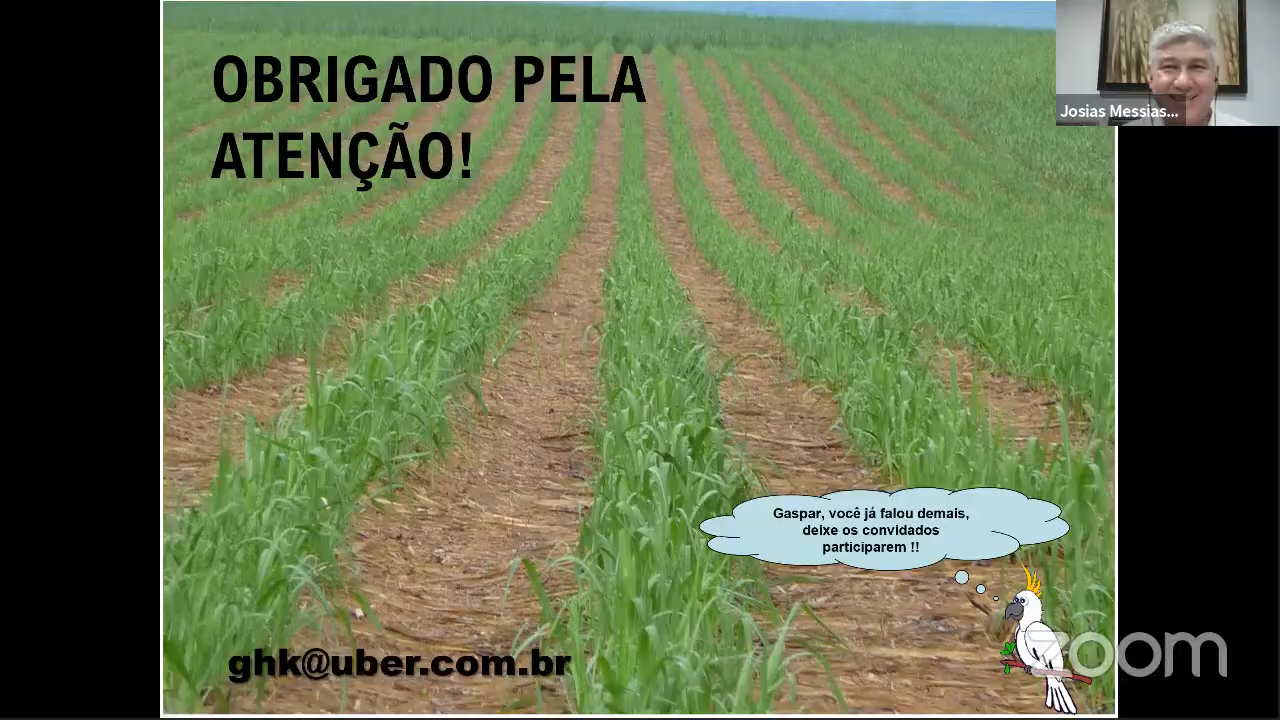 OBRIGADO PELA
ATENÇÃO!
Josias Messias...
Gaspar, você já falou demais,
deixe os convidados
participarem !!
ghk@uber.com.br
zoom